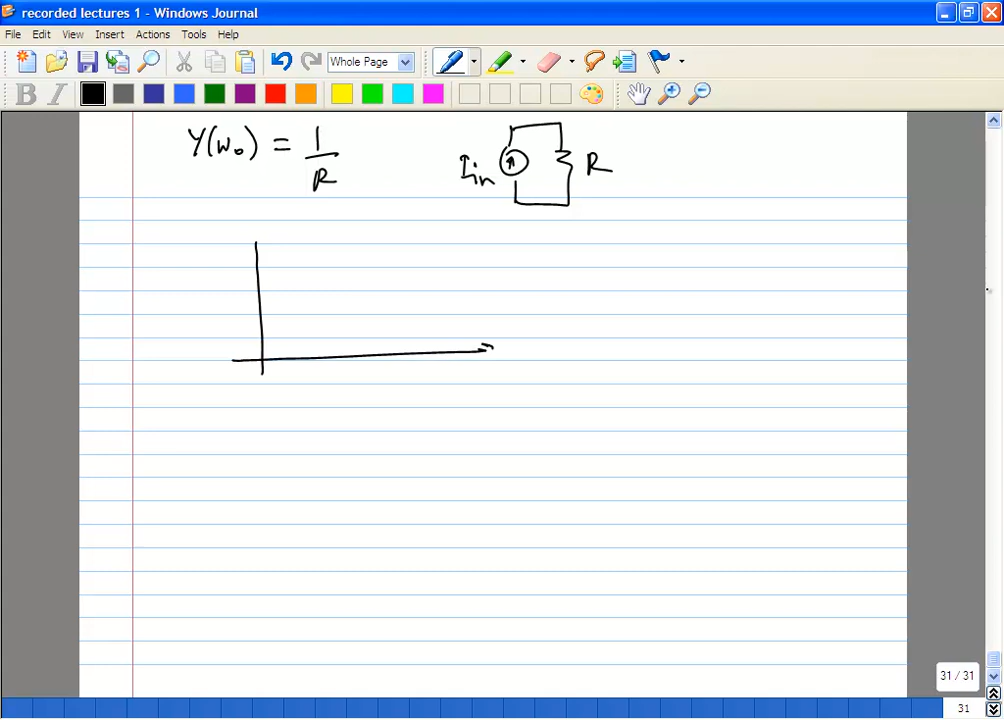 recorded lectures 1 - Windows Journal
File Edit View Insert Actions Tools Help
Whole Page
B I
Y(ω₀) = 1/R
Iin R
31 / 31
31